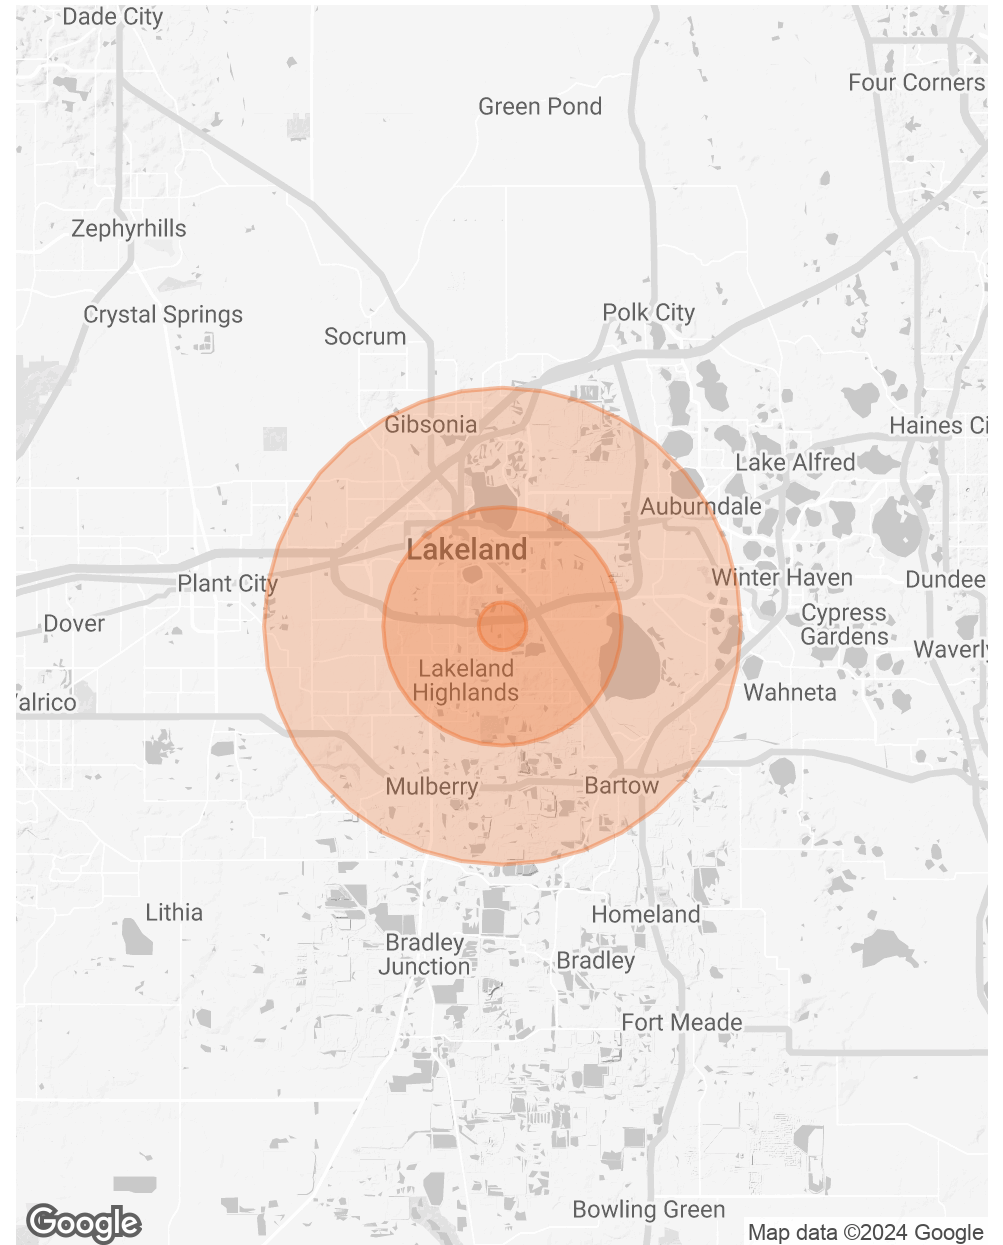 Dade City
Four Corners
Green Pond
Zephyrhills
Crystal Springs
Polk City
Socrum
Gibsonia
Haines Ci
Lake Alfred
Auburndale
Lakeland
Plant City
Winter Haven
Dundee
Dover
Cypress
Gardens
Waverly
Lakeland
Highlands
Wahneta
Valrico
Mulberry
Bartow
Lithia
Homeland
Bradley
Junction
Bradley
Fort Meade
Bowling Green
Google
Map data ©2024 Google